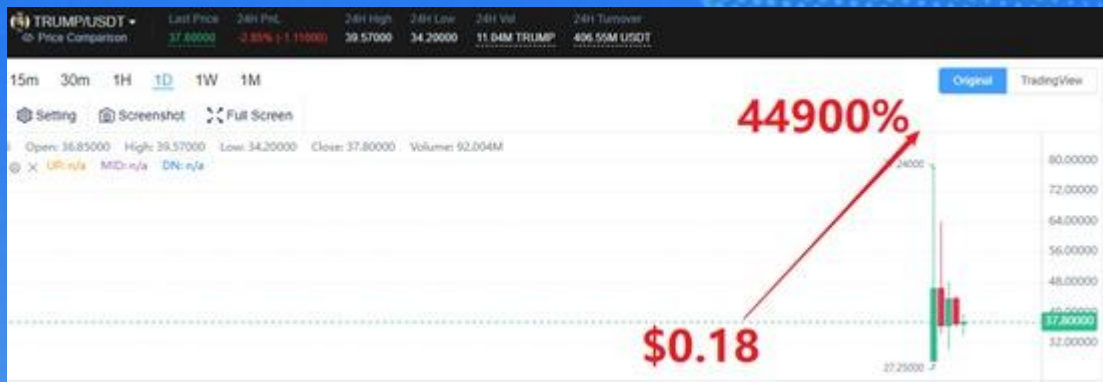 TRUMP/USDT
Price Comparison
Last Price
37.80000
24H PnL
-2.85% (-1.11000)
24H High
39.57000
24H Low
34.20000
24H Vol
11.04M TRUMP
24H Turnover
406.55M USDT
15m 30m 1H 1D 1W 1M
Original TradingView
Setting Screenshot Full Screen
Open: 36.85000 High: 39.57000 Low: 34.20000 Close: 37.80000 Volume: 92.004M
UP: n/a MID: n/a DN: n/a
44900%
24000
80.00000
72.00000
64.00000
56.00000
48.00000
37.80000
32.00000
$0.18
27.25000